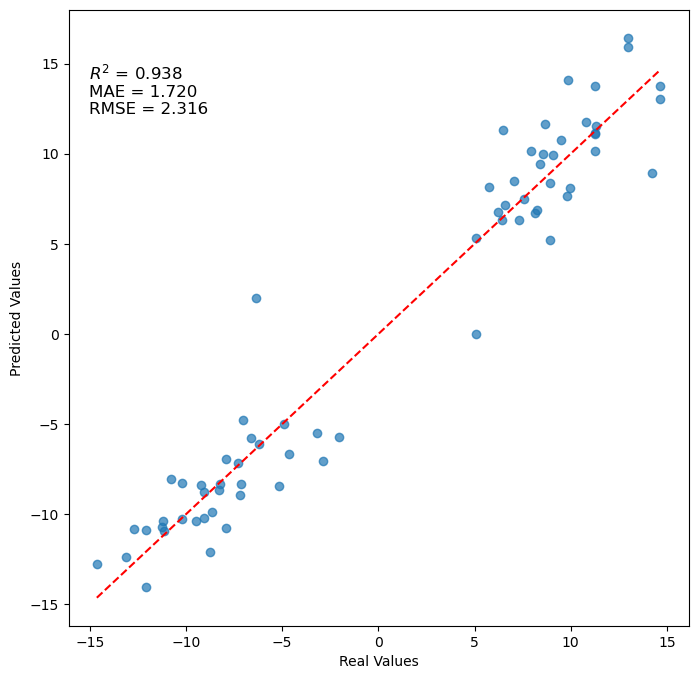 R² = 0.938
MAE = 1.720
RMSE = 2.316
15
10
5
0
−5
−10
−15
Predicted Values
−15 −10 −5 0 5 10 15
Real Values